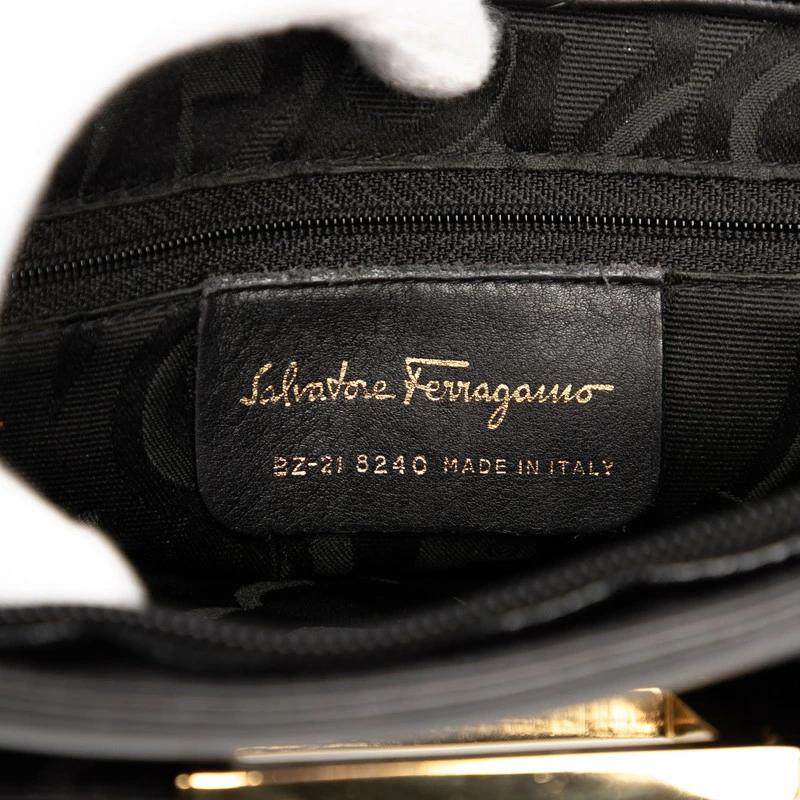 Salvatore Ferragamo
BZ-21 8240 MADE IN ITALY